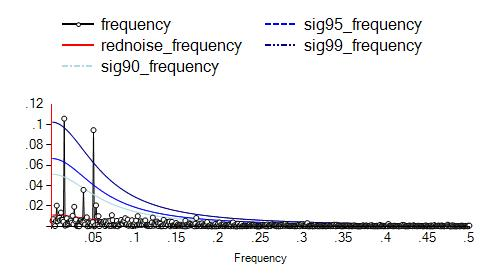 frequency
rednoise_frequency
sig90_frequency
sig95_frequency
sig99_frequency
.12
.1
.08
.06
.04
.02
.05 .1 .15 .2 .25 .3 .35 .4 .45 .5
Frequency